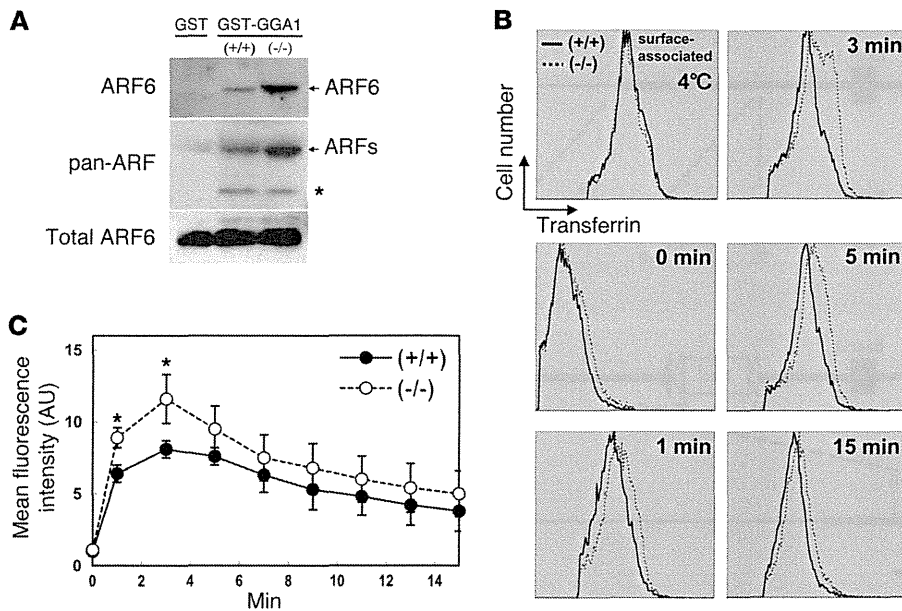 A
GST GST-GGA1
(+/+) (-/-)
ARF6
ARF6
pan-ARF
ARFs
*
Total ARF6
B
(+/+)
(-/-)
surface-
associated
4°C
3 min
Cell number
Transferrin
0 min
5 min
1 min
15 min
C
15
10
5
0
*
*
(+/+)
(-/-)
Mean fluorescence
intensity (AU)
0 2 4 6 8 10 12 14
Min